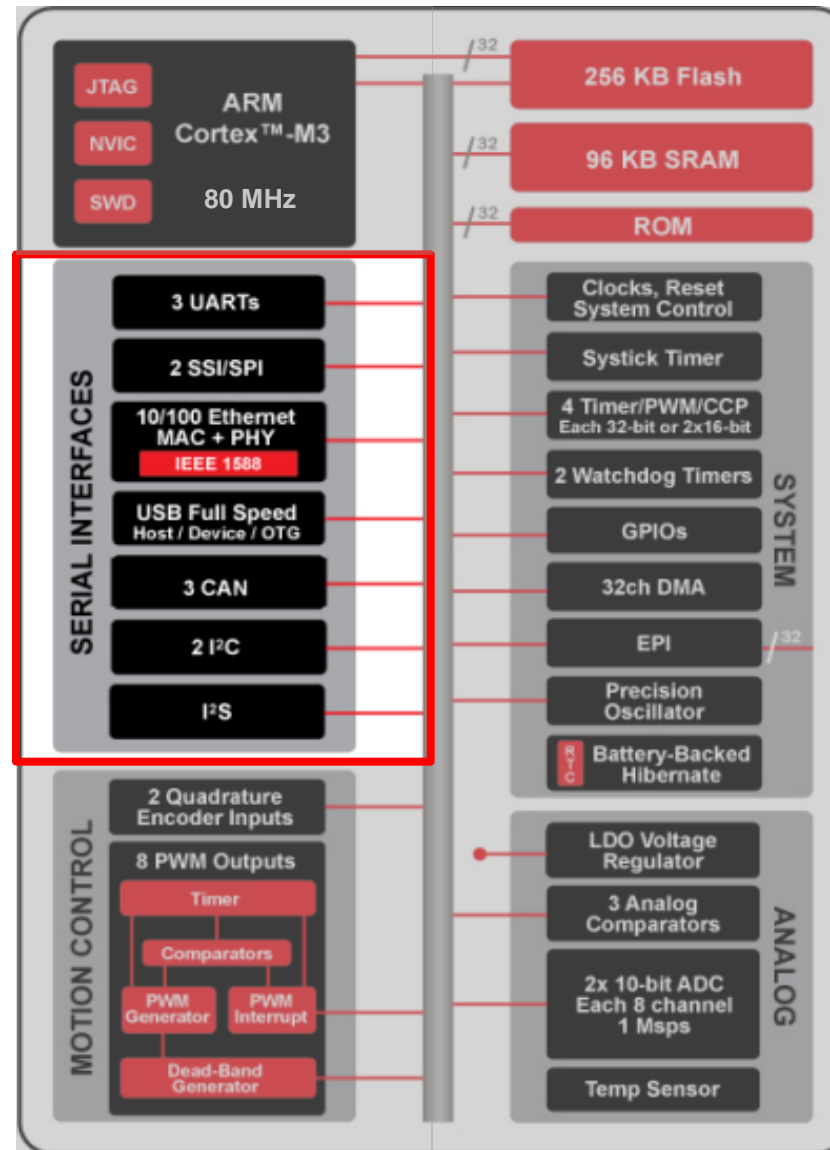 JTAG
NVIC
SWD
ARM
Cortex™-M3
80 MHz
/32
256 KB Flash
/32
96 KB SRAM
/32
ROM
SERIAL INTERFACES
3 UARTs
2 SSI/SPI
10/100 Ethernet
MAC + PHY
IEEE 1588
USB Full Speed
Host / Device / OTG
3 CAN
2 I²C
I²S
SYSTEM
Clocks, Reset
System Control
Systick Timer
4 Timer/PWM/CCP
Each 32-bit or 2x16-bit
2 Watchdog Timers
GPIOs
32ch DMA
EPI
/32
Precision
Oscillator
RTC
Battery-Backed
Hibernate
MOTION CONTROL
2 Quadrature
Encoder Inputs
8 PWM Outputs
Timer
Comparators
PWM
Generator
PWM
Interrupt
Dead-Band
Generator
ANALOG
LDO Voltage
Regulator
3 Analog
Comparators
2x 10-bit ADC
Each 8 channel
1 Msps
Temp Sensor